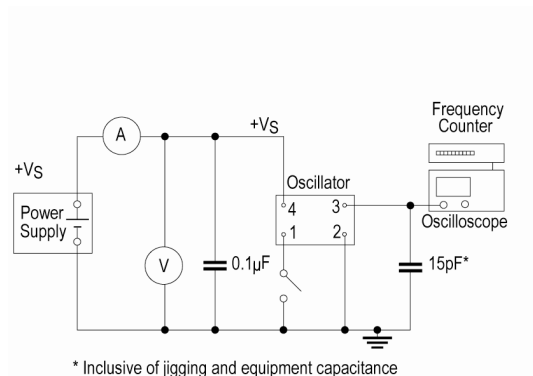 Frequency
Counter
A
+VS
+VS
Oscillator
Power
Supply
4
3
1
2
Oscilloscope
V
0.1µF
15pF*
* Inclusive of jigging and equipment capacitance